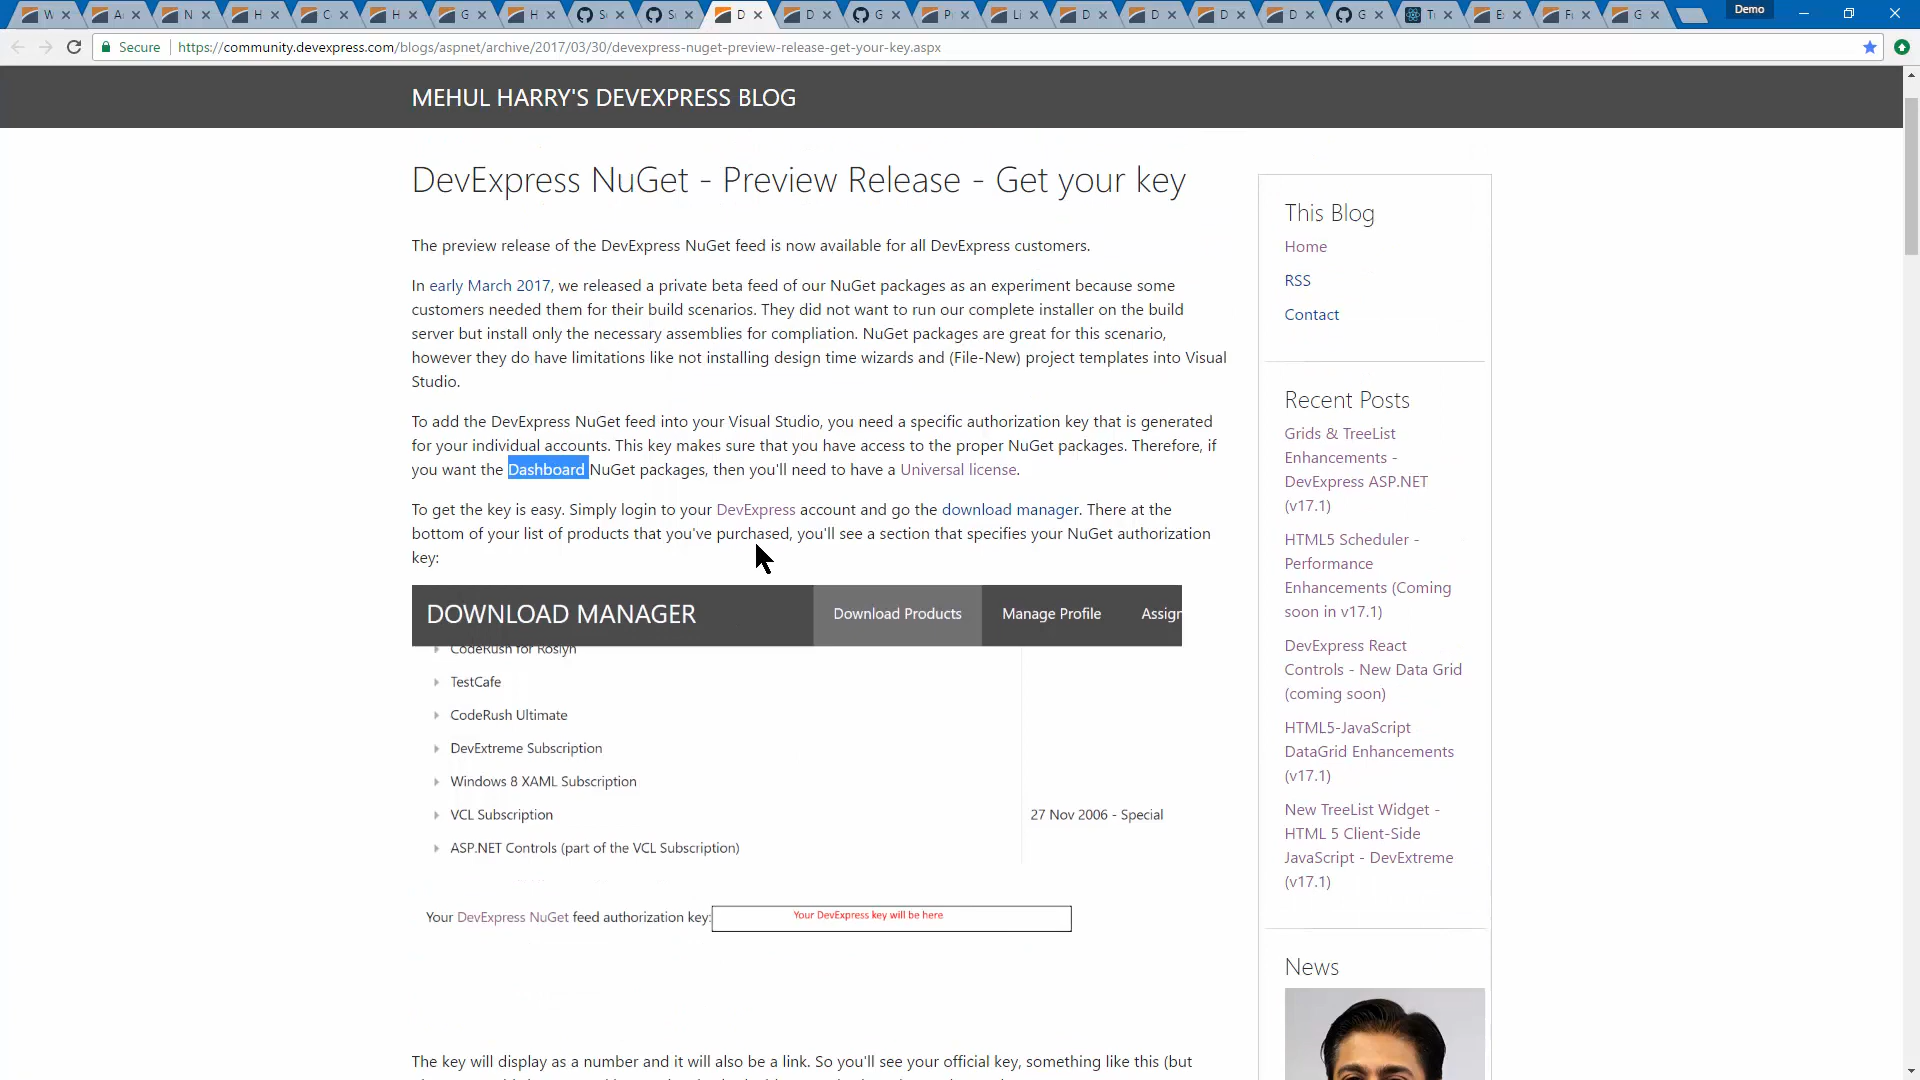 Demo
Secure
https://community.devexpress.com/blogs/aspnet/archive/2017/03/30/devexpress-nuget-preview-release-get-your-key.aspx
MEHUL HARRY'S DEVEXPRESS BLOG
DevExpress NuGet - Preview Release - Get your key
The preview release of the DevExpress NuGet feed is now available for all DevExpress customers.
In early March 2017, we released a private beta feed of our NuGet packages as an experiment because some
customers needed them for their build scenarios. They did not want to run our complete installer on the build
server but install only the necessary assemblies for compliation. NuGet packages are great for this scenario,
however they do have limitations like not installing design time wizards and (File-New) project templates into Visual
Studio.
To add the DevExpress NuGet feed into your Visual Studio, you need a specific authorization key that is generated
for your individual accounts. This key makes sure that you have access to the proper NuGet packages. Therefore, if
you want the Dashboard NuGet packages, then you'll need to have a Universal license.
To get the key is easy. Simply login to your DevExpress account and go the download manager. There at the
bottom of your list of products that you've purchased, you'll see a section that specifies your NuGet authorization
key:
DOWNLOAD MANAGER
Download Products
Manage Profile
Assign
CodeRush for Roslyn
TestCafe
CodeRush Ultimate
DevExtreme Subscription
Windows 8 XAML Subscription
VCL Subscription
27 Nov 2006 - Special
ASP.NET Controls (part of the VCL Subscription)
Your DevExpress NuGet feed authorization key:
Your DevExpress key will be here
The key will display as a number and it will also be a link. So you'll see your official key, something like this (but
This Blog
Home
RSS
Contact
Recent Posts
Grids & TreeList
Enhancements -
DevExpress ASP.NET
(v17.1)
HTML5 Scheduler -
Performance
Enhancements (Coming
soon in v17.1)
DevExpress React
Controls - New Data Grid
(coming soon)
HTML5-JavaScript
DataGrid Enhancements
(v17.1)
New TreeList Widget -
HTML 5 Client-Side
JavaScript - DevExtreme
(v17.1)
News